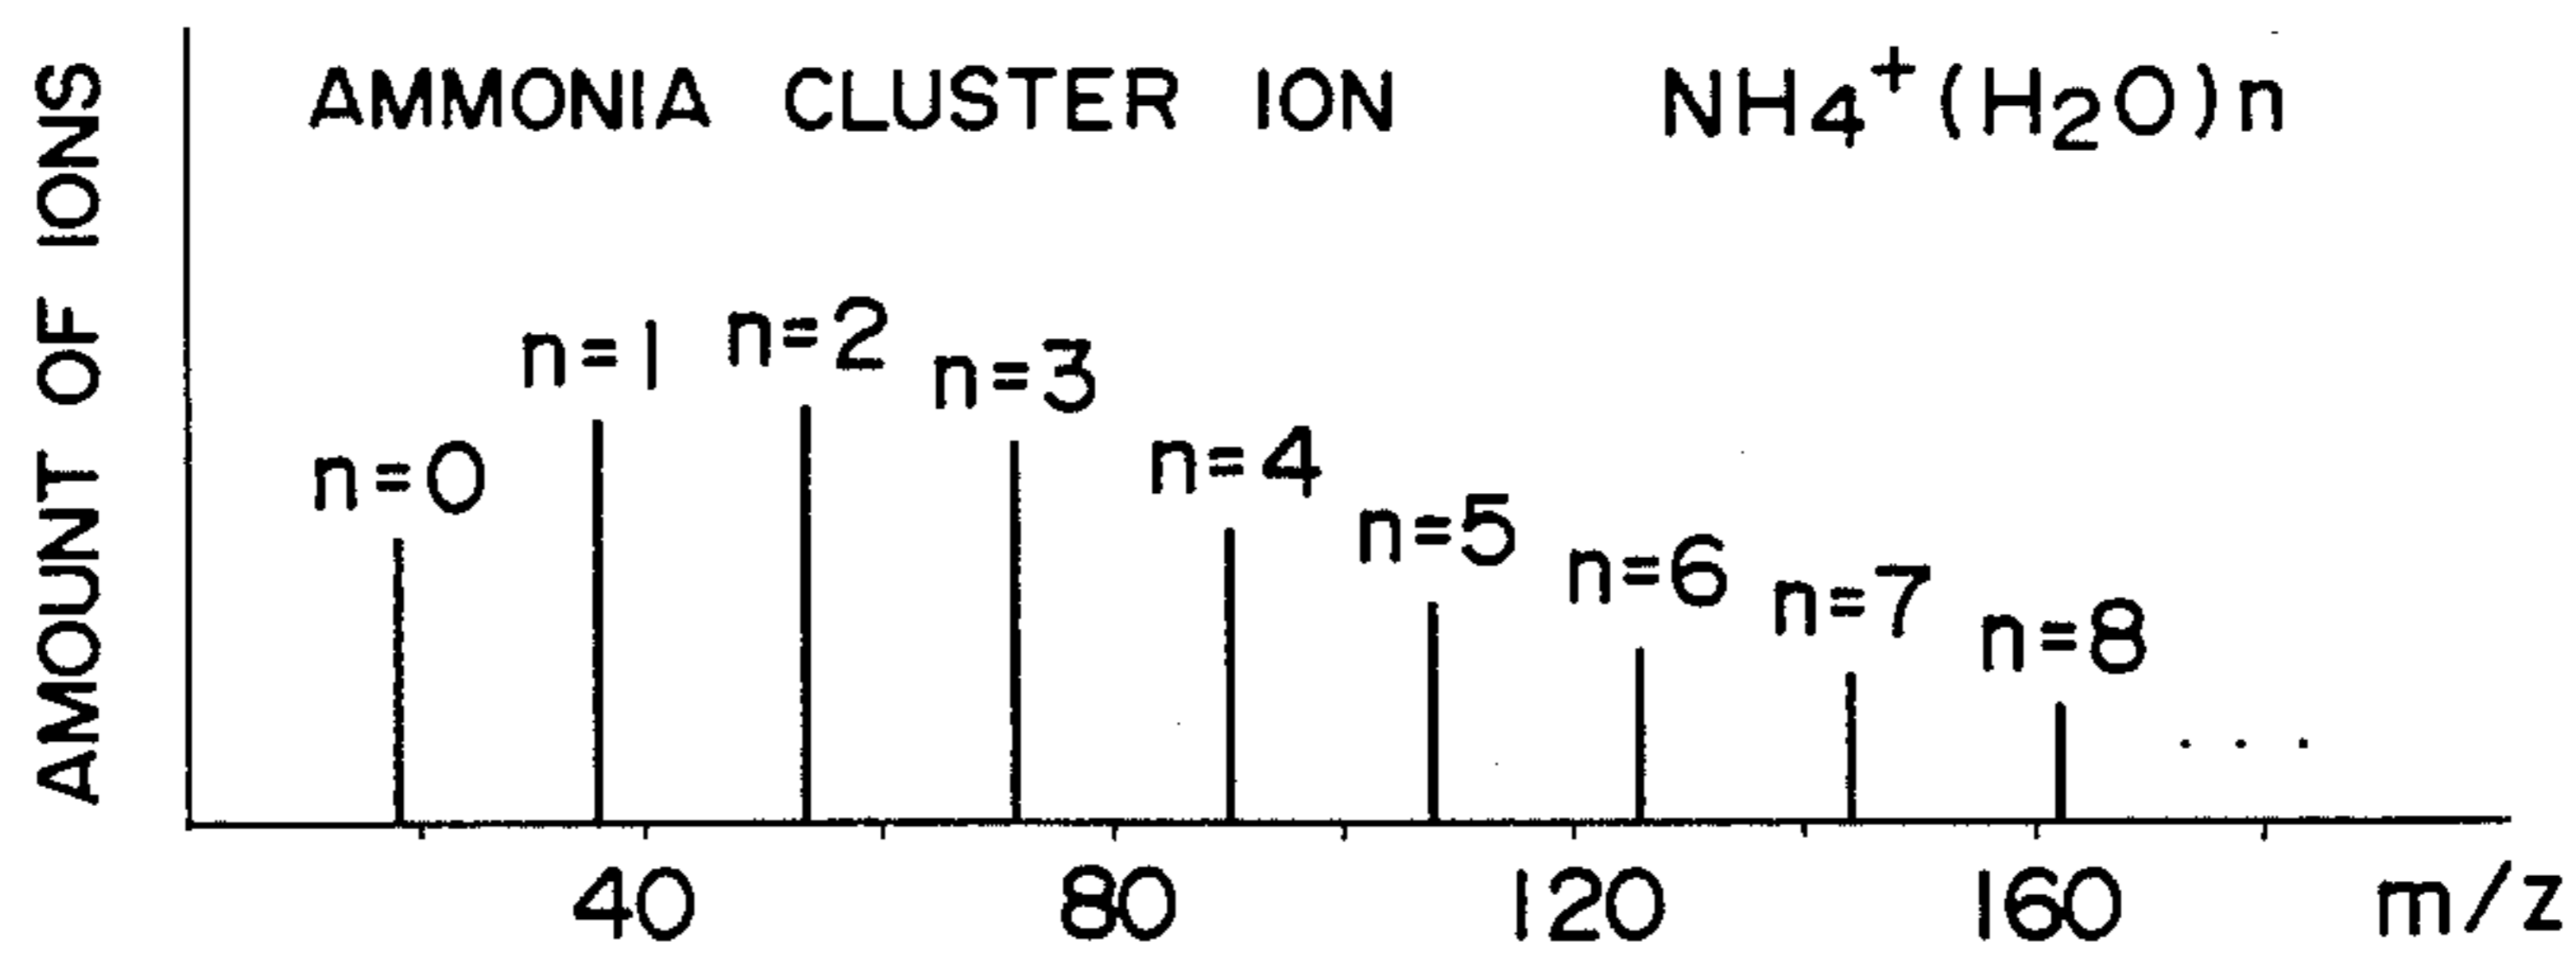 AMMONIA CLUSTER ION NH4+(H2O)n
AMOUNT OF IONS
n=0
n=1
n=2
n=3
n=4
n=5
n=6
n=7
n=8
. . .
40 80 120 160 m/z